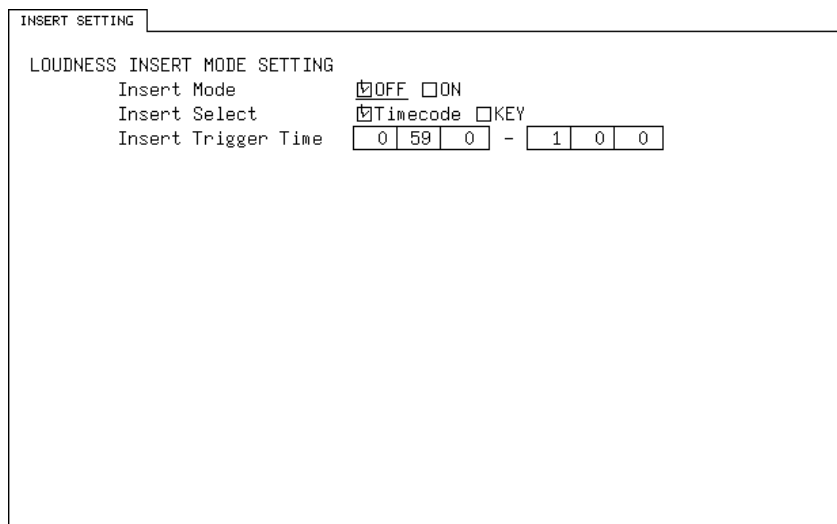 INSERT SETTING
LOUDNESS INSERT MODE SETTING
Insert Mode ☑OFF ☐ON
Insert Select ☑Timecode ☐KEY
Insert Trigger Time 0 59 0 - 1 0 0